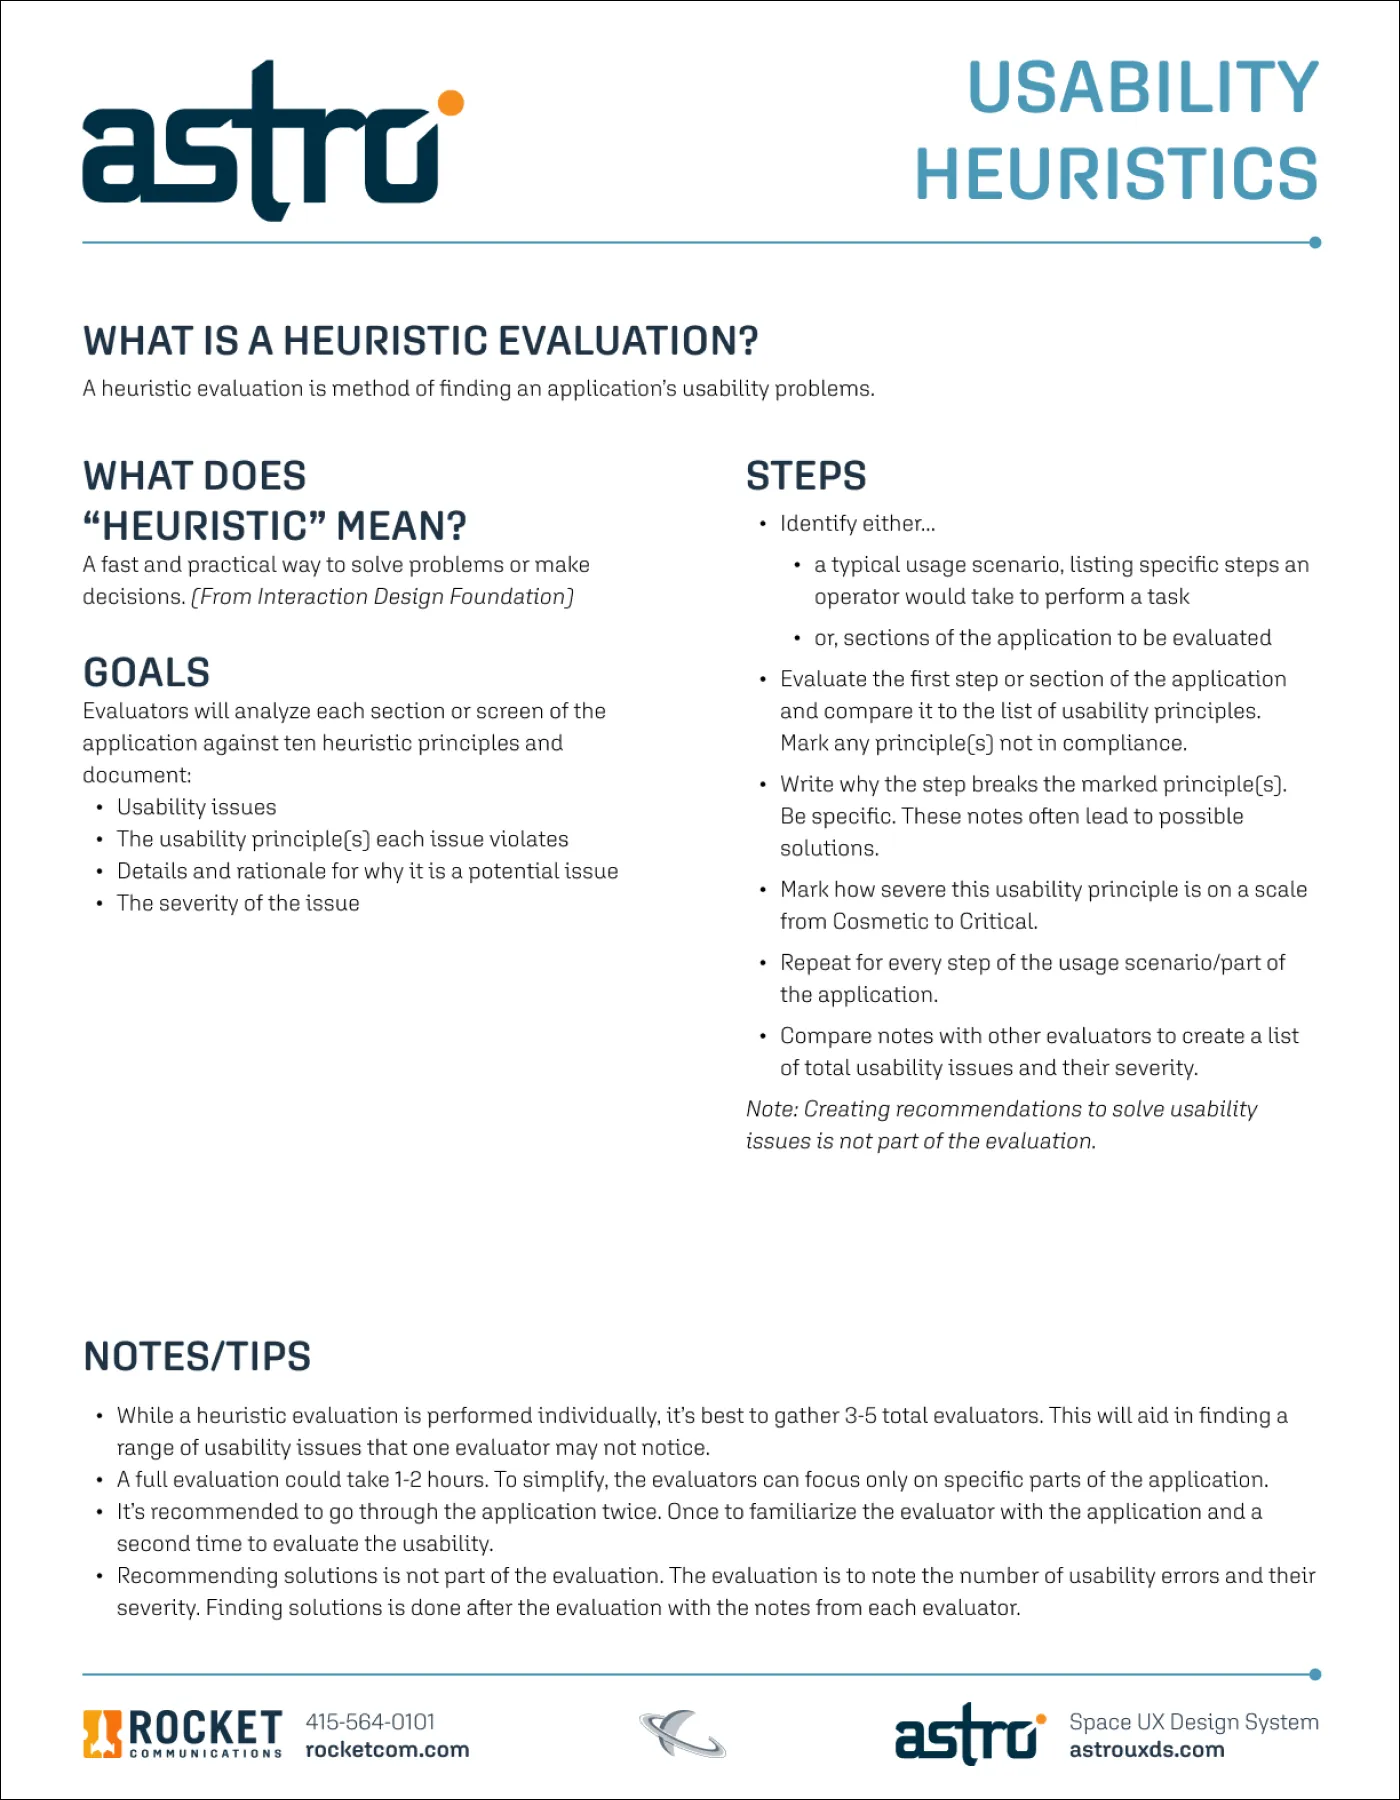 astro
USABILITY
HEURISTICS
WHAT IS A HEURISTIC EVALUATION?
A heuristic evaluation is method of finding an application’s usability problems.
WHAT DOES
“HEURISTIC” MEAN?
A fast and practical way to solve problems or make
decisions. (From Interaction Design Foundation)
GOALS
Evaluators will analyze each section or screen of the
application against ten heuristic principles and
document:
• Usability issues
• The usability principle(s) each issue violates
• Details and rationale for why it is a potential issue
• The severity of the issue
STEPS
• Identify either...
• a typical usage scenario, listing specific steps an
operator would take to perform a task
• or, sections of the application to be evaluated
• Evaluate the first step or section of the application
and compare it to the list of usability principles.
Mark any principle(s) not in compliance.
• Write why the step breaks the marked principle(s).
Be specific. These notes often lead to possible
solutions.
• Mark how severe this usability principle is on a scale
from Cosmetic to Critical.
• Repeat for every step of the usage scenario/part of
the application.
• Compare notes with other evaluators to create a list
of total usability issues and their severity.
Note: Creating recommendations to solve usability
issues is not part of the evaluation.
NOTES/TIPS
• While a heuristic evaluation is performed individually, it’s best to gather 3-5 total evaluators. This will aid in finding a
range of usability issues that one evaluator may not notice.
• A full evaluation could take 1-2 hours. To simplify, the evaluators can focus only on specific parts of the application.
• It’s recommended to go through the application twice. Once to familiarize the evaluator with the application and a
second time to evaluate the usability.
• Recommending solutions is not part of the evaluation. The evaluation is to note the number of usability errors and their
severity. Finding solutions is done after the evaluation with the notes from each evaluator.
ROCKET
COMMUNICATIONS
415-564-0101
rocketcom.com
astro
Space UX Design System
astrouxds.com